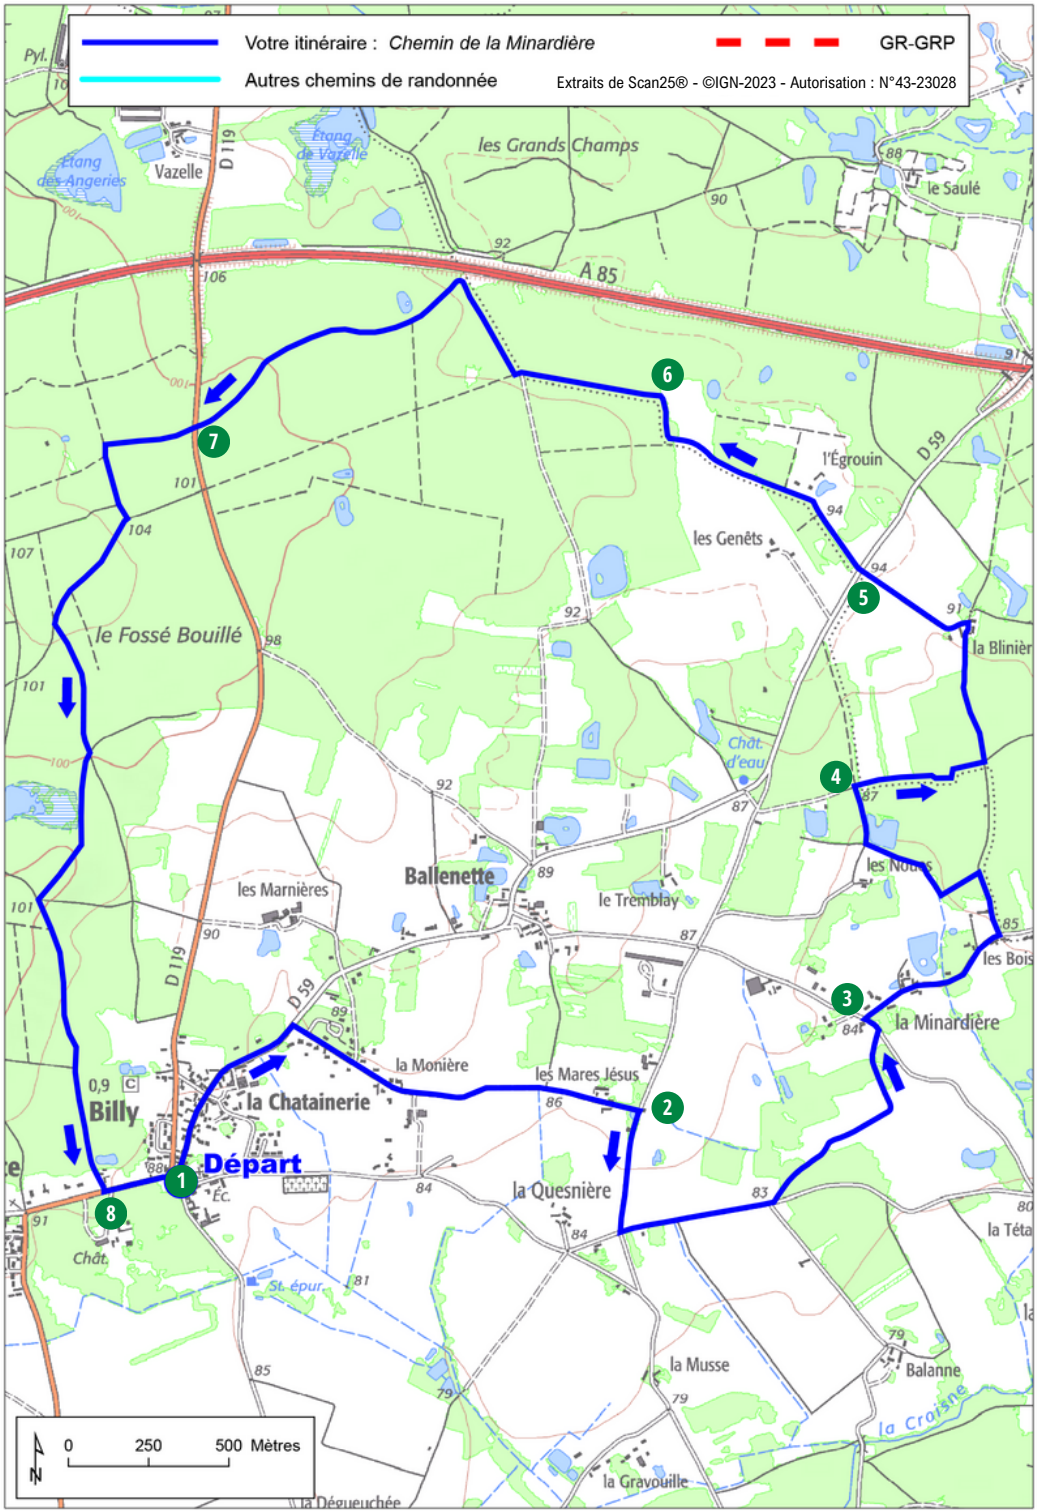 Votre itinéraire : Chemin de la Minardière
GR-GRP
Autres chemins de randonnée
Extraits de Scan25® - ©IGN-2023 - Autorisation : N°43-23028
Pyl.
Étang
des Angeries
Vazelle
D 119
Étang
de Vazelle
les Grands Champs
88
le Saulé
90
92
106
A 85
91
100
6
7
101
l'Égrouin
D 59
94
104
107
les Genêts
94
5
92
91
la Blinièr
le Fossé Bouillé
98
101
100
Chât.
d'eau
4
87
92
87
Ballenette
89
les Noues
les Marnières
le Tremblay
101
90
87
85
les Bois
D 119
D 59
89
3
84
la Minardière
la Monière
les Mares Jésus
0,9
C
Billy
la Chatainerie
86
2
88
Départ
1
Éc.
84
la Quesnière
83
80
8
91
84
la Téta
Chât.
St. épur.
81
85
79
la Musse
79
79
Balanne
la Croisne
N
0 250 500 Mètres
la Gravouille
la Dégueuchée